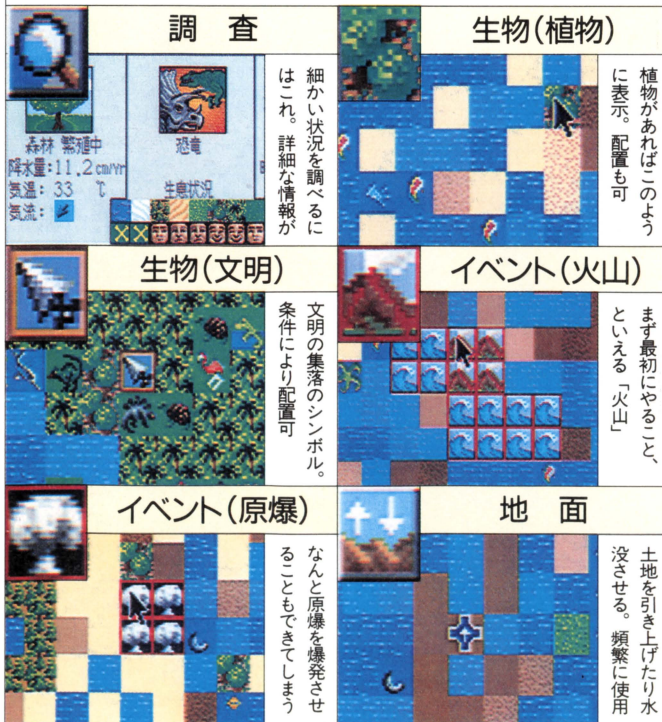 調 査
細かい状況を調べるに
はこれ。詳細な情報が
森林 繁殖中
降水量:11.2cm/Yr
気温: 33 ℃
気流:
恐竜
生息状況
生物(植物)
植物があればこのよう
に表示。配置も可
生物(文明)
文明の集落のシンボル。
条件により配置可
イベント(火山)
まず最初にやること、
といえる「火山」
イベント(原爆)
なんと原爆を爆発させ
ることもできてしまう
地 面
土地を引き上げたり水
没させる。頻繁に使用